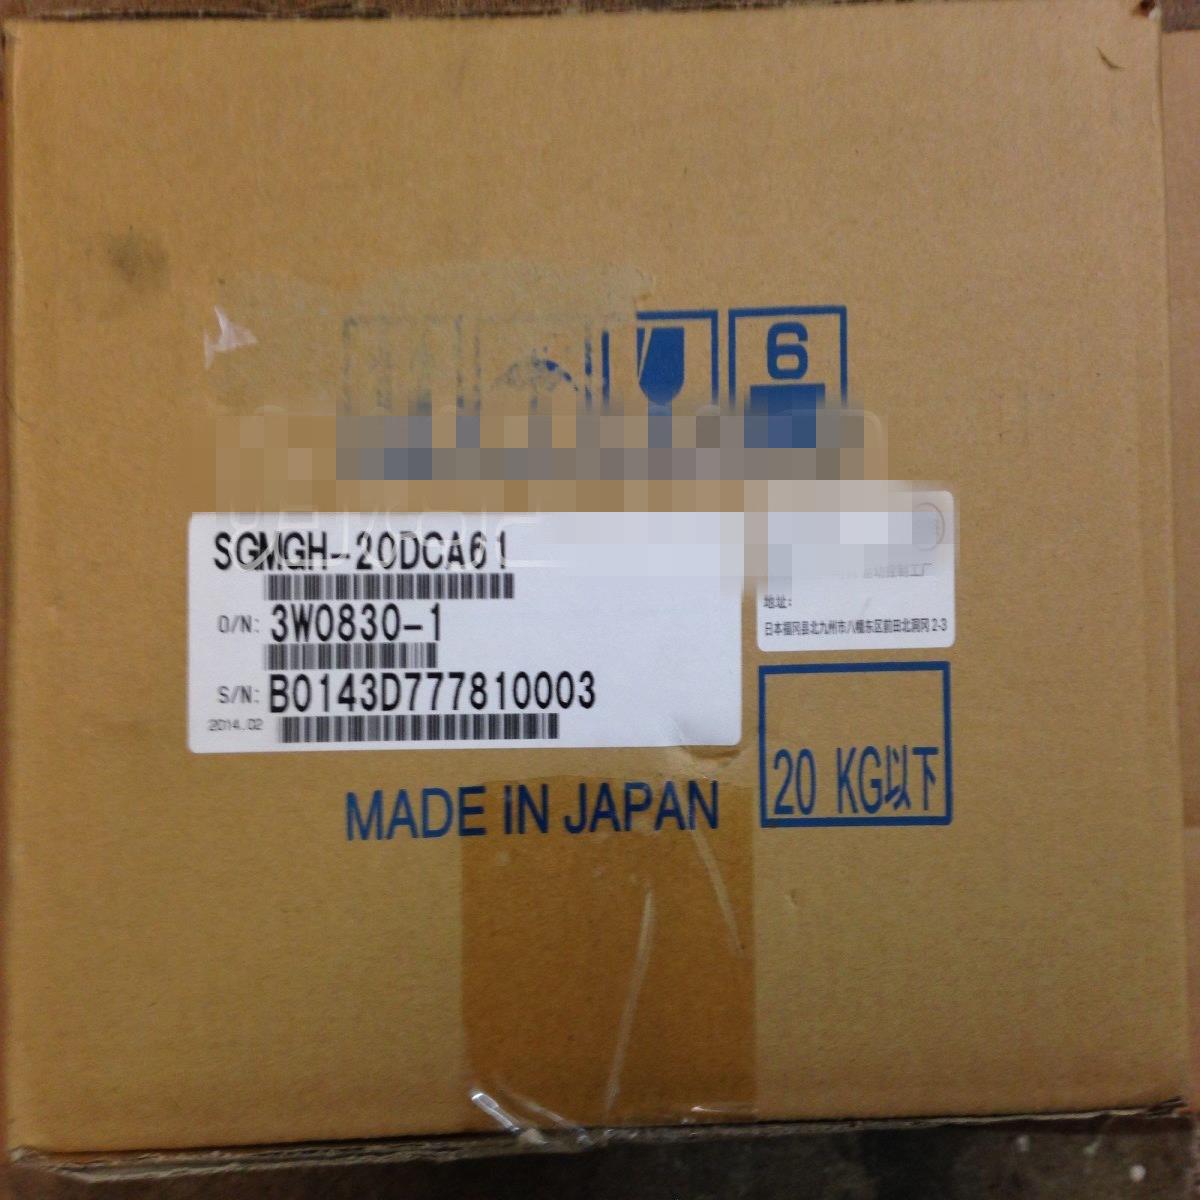 6
SGMGH-20DCA61
O/N: 3W0830-1
S/N: B0143D777810003
2014.02
地址:
日本福冈县北九州市八幡东区前田北洞冈 2-3
MADE IN JAPAN
20 KG以下